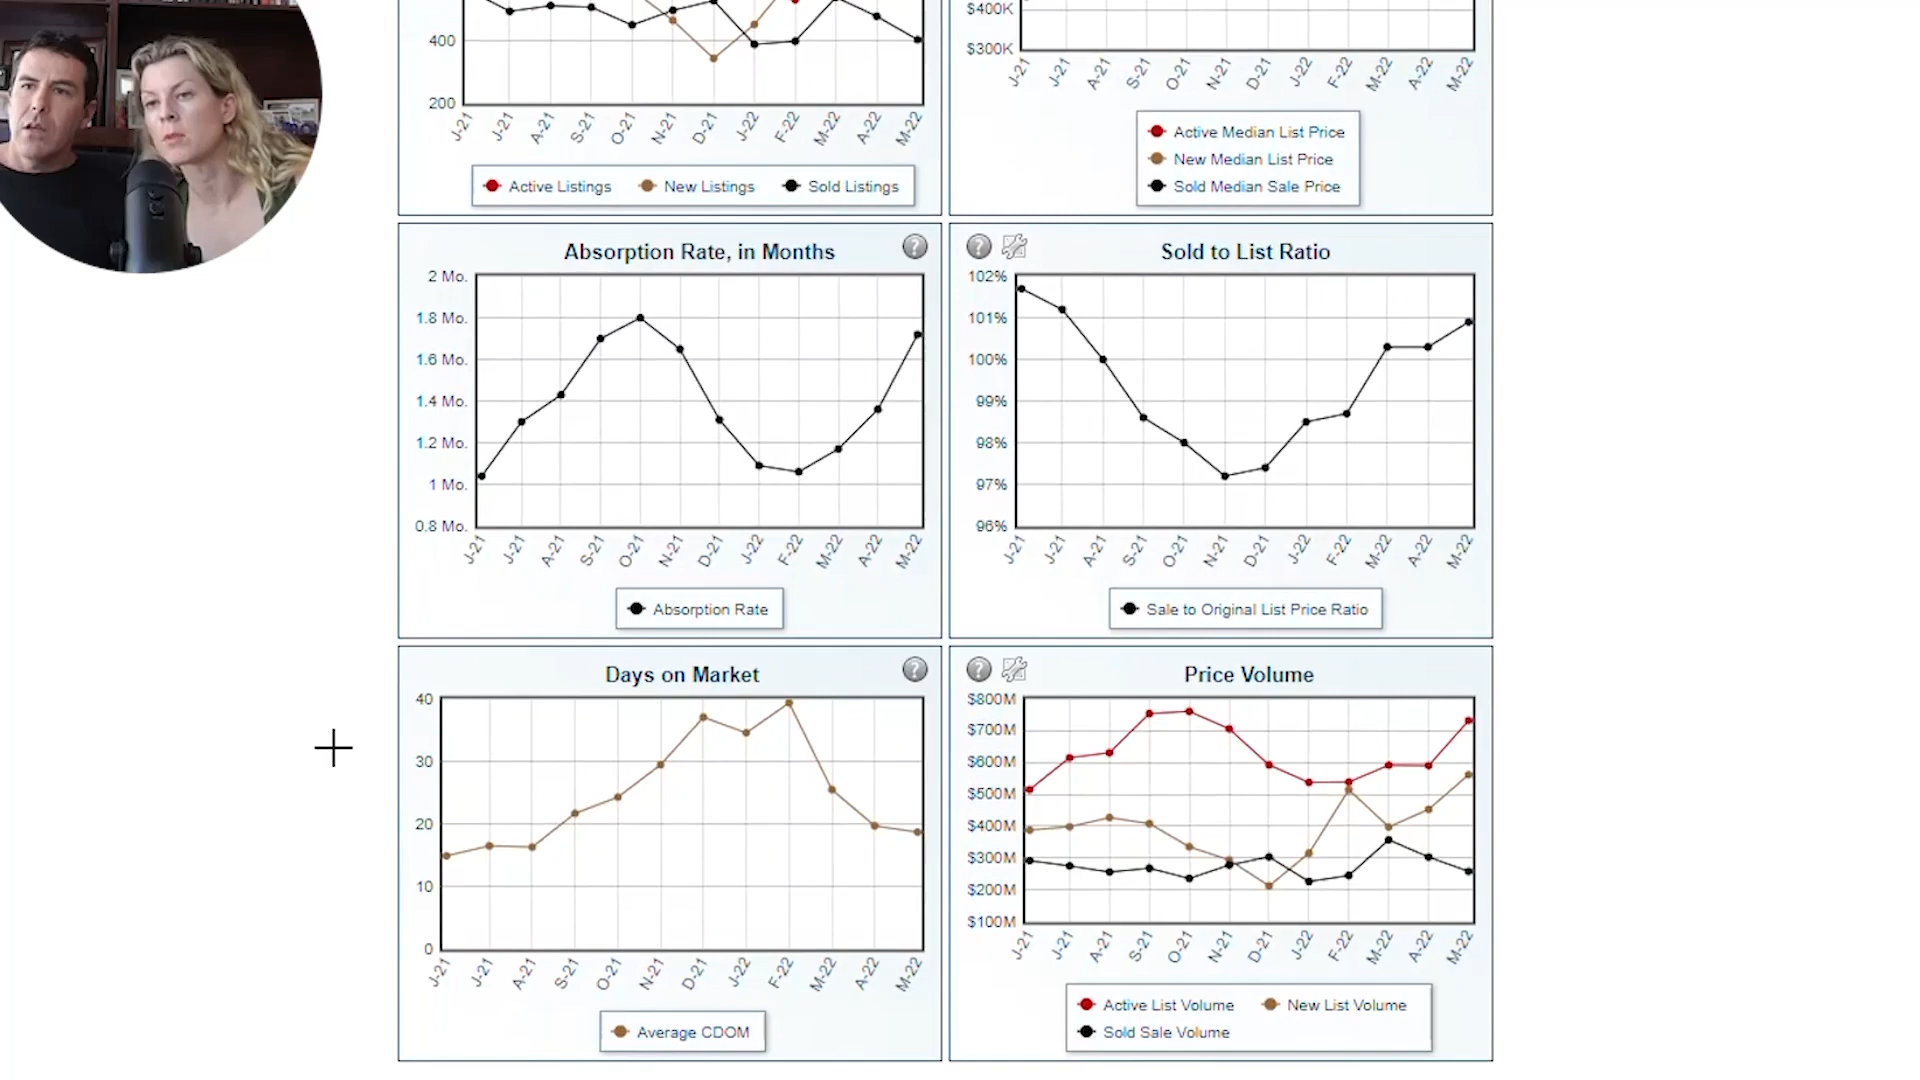 400
200
J-21
J-21
A-21
S-21
O-21
N-21
D-21
J-22
F-22
M-22
A-22
M-22
Active Listings
New Listings
Sold Listings
$400K
$300K
J-21
J-21
A-21
S-21
O-21
N-21
D-21
J-22
F-22
M-22
A-22
M-22
Active Median List Price
New Median List Price
Sold Median Sale Price
Absorption Rate, in Months
?
2 Mo.
1.8 Mo.
1.6 Mo.
1.4 Mo.
1.2 Mo.
1 Mo.
0.8 Mo.
J-21
J-21
A-21
S-21
O-21
N-21
D-21
J-22
F-22
M-22
A-22
M-22
Absorption Rate
?
Sold to List Ratio
102%
101%
100%
99%
98%
97%
96%
J-21
J-21
A-21
S-21
O-21
N-21
D-21
J-22
F-22
M-22
A-22
M-22
Sale to Original List Price Ratio
Days on Market
?
40
30
20
10
0
J-21
J-21
A-21
S-21
O-21
N-21
D-21
J-22
F-22
M-22
A-22
M-22
Average CDOM
?
Price Volume
$800M
$700M
$600M
$500M
$400M
$300M
$200M
$100M
J-21
J-21
A-21
S-21
O-21
N-21
D-21
J-22
F-22
M-22
A-22
M-22
Active List Volume
New List Volume
Sold Sale Volume